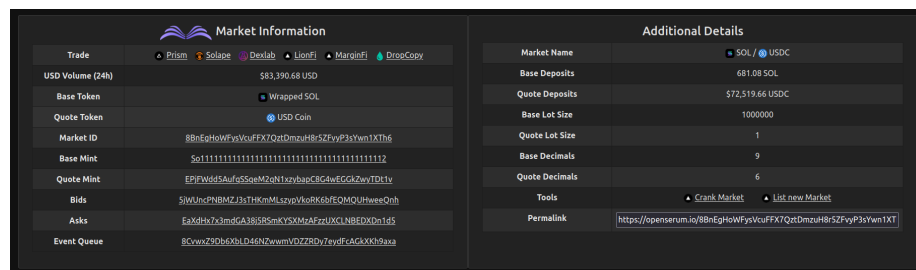 Market Information
Trade Prism Solape Dexlab LionFi MarginFi DropCopy
USD Volume (24h) $83,390.68 USD
Base Token Wrapped SOL
Quote Token USD Coin
Market ID 8BnEgHoWFysVcuFFX7QztDmzuH8r5ZFvyP3sYwn1XTh6
Base Mint So11111111111111111111111111111111111111112
Quote Mint EPjFWdd5AufqSSqeM2qN1xzybapC8G4wEGGkZwyTDt1v
Bids 5jWUncPNBMZJ3sTHKmMLszypVkoRK6bfEQMQUHweeQnh
Asks EaXdHx7x3mdGA38j5RSmKYSXMzAFzzUXCLNBEDXDn1d5
Event Queue 8CvwxZ9Db6XbLD46NZwwmVDZZRDy7eydFcAGkXKh9axa
Additional Details
Market Name SOL / USDC
Base Deposits 681.08 SOL
Quote Deposits $72,519.66 USDC
Base Lot Size 1000000
Quote Lot Size 1
Base Decimals 9
Quote Decimals 6
Tools Crank Market List new Market
Permalink https://openserum.io/8BnEgHoWFysVcuFFX7QztDmzuH8r5ZFvyP3sYwn1XT